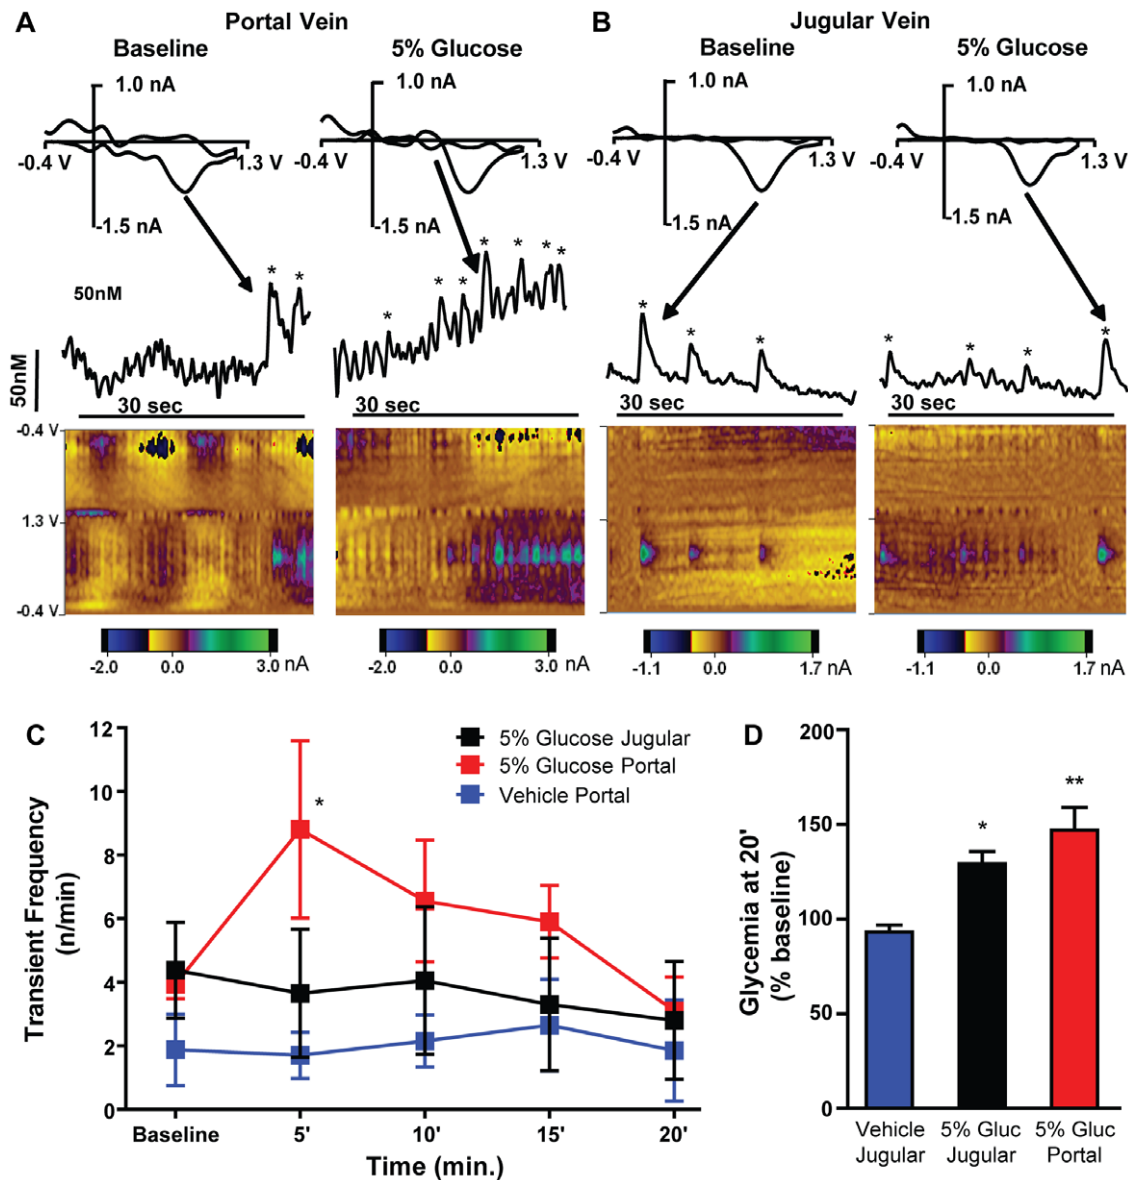 A
Portal Vein
Baseline
5% Glucose
1.0 nA
1.0 nA
-0.4 V
1.3 V
-0.4 V
1.3 V
-1.5 nA
-1.5 nA
50nM
* *
* * * * * * *
50nM
30 sec
30 sec
-0.4 V
1.3 V
-0.4 V
-2.0
0.0
3.0 nA
-2.0
0.0
3.0 nA
B
Jugular Vein
Baseline
5% Glucose
1.0 nA
1.0 nA
-0.4 V
1.3 V
-0.4 V
1.3 V
-1.5 nA
-1.5 nA
* * *
* * * *
30 sec
30 sec
-1.1
0.0
1.7 nA
-1.1
0.0
1.7 nA
C
Transient Frequency
(n/min)
12
10
8
6
4
2
0
5% Glucose Jugular
5% Glucose Portal
Vehicle Portal
*
Baseline
5'
10'
15'
20'
Time (min.)
D
Glycemia at 20'
(% baseline)
200
150
100
50
0
*
**
Vehicle
Jugular
5% Gluc
Jugular
5% Gluc
Portal